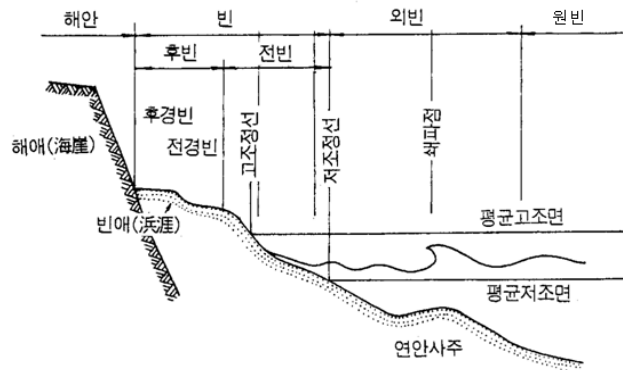 해안 빈 외빈 원빈
후빈 전빈
후경빈
전경빈
고조정선
저조정선
쇄파점
해애(海崖)
빈애(浜涯)
평균고조면
평균저조면
연안사주